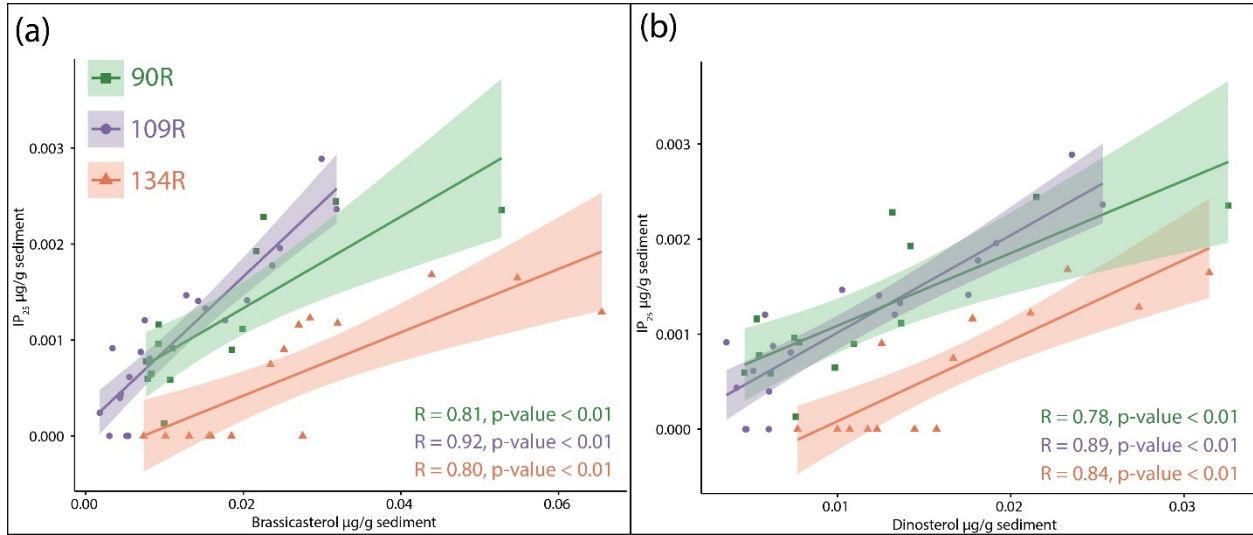 (a)
90R
109R
134R
IP25 µg/g sediment
0.003
0.002
0.001
0.000
R = 0.81, p-value < 0.01
R = 0.92, p-value < 0.01
R = 0.80, p-value < 0.01
0.00 0.02 0.04 0.06
Brassicasterol µg/g sediment
(b)
IP25 µg/g sediment
0.003
0.002
0.001
0.000
R = 0.78, p-value < 0.01
R = 0.89, p-value < 0.01
R = 0.84, p-value < 0.01
0.01 0.02 0.03
Dinosterol µg/g sediment